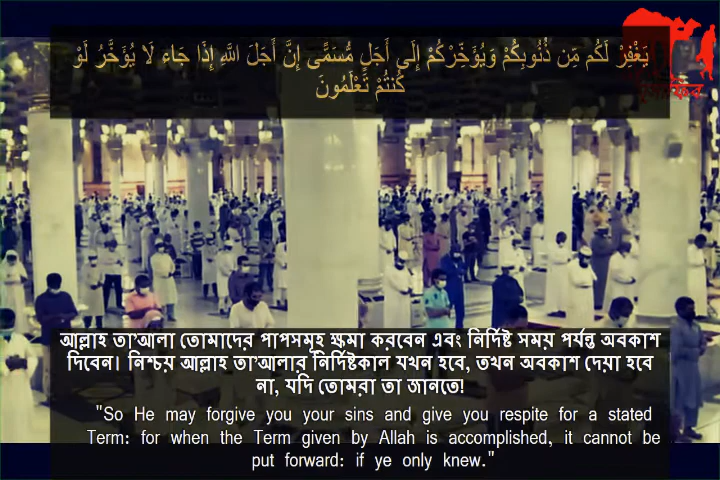 يَغْفِرْ لَكُم مِّن ذُنُوبِكُمْ وَيُؤَخِّرْكُمْ إِلَى أَجَلٍ مُّسَمًّى إِنَّ أَجَلَ اللَّهِ إِذَا جَاء لَا يُؤَخَّرُ لَوْ
كُنتُمْ تَعْلَمُونَ
আল্লাহ তা'আলা তোমাদের পাপসমূহ ক্ষমা করবেন এবং নির্দিষ্ট সময় পর্যন্ত অবকাশ
দিবেন। নিশ্চয় আল্লাহ তা'আলার নির্দিষ্টকাল যখন হবে, তখন অবকাশ দেয়া হবে
না, যদি তোমরা তা জানতে!
"So He may forgive you your sins and give you respite for a stated
Term: for when the Term given by Allah is accomplished, it cannot be
put forward: if ye only knew."